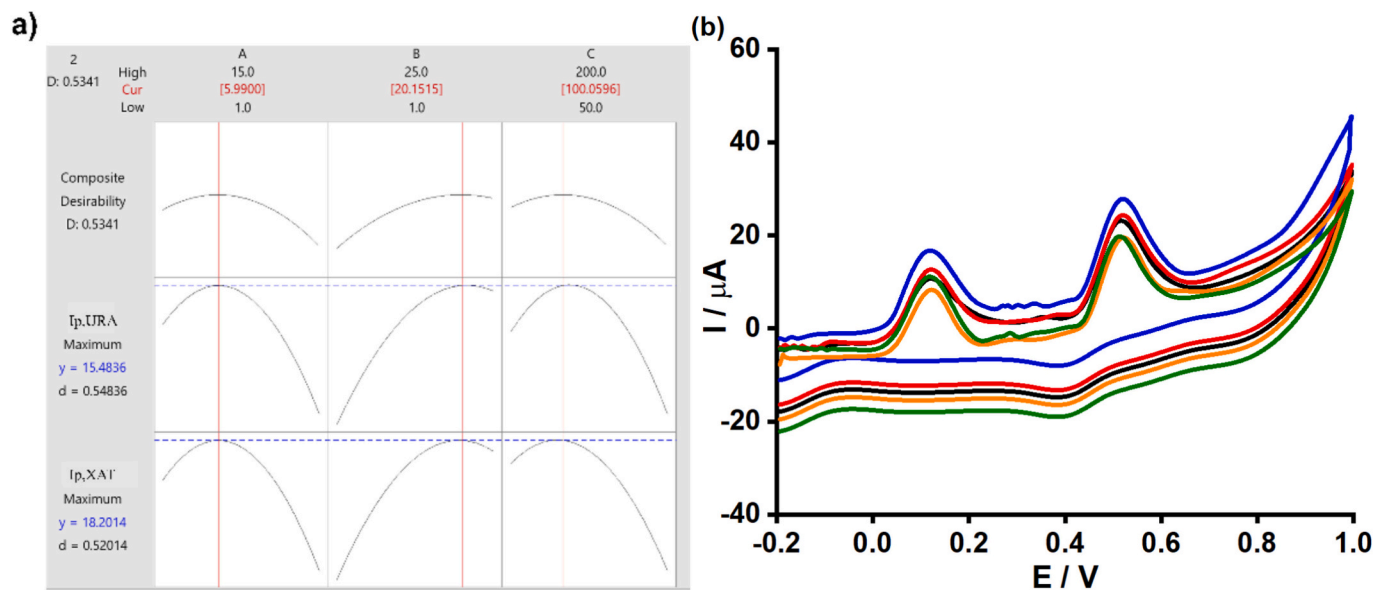 a)
2
D: 0.5341
High
Cur
Low
A
15.0
[5.9900]
1.0
B
25.0
[20.1515]
1.0
C
200.0
[100.0596]
50.0
Composite
Desirability
D: 0.5341
Ip.URA
Maximum
y = 15.4836
d = 0.54836
Ip,XAT
Maximum
y = 18.2014
d = 0.52014
(b)
I / μA
60
40
20
0
-20
-40
-0.2 0.0 0.2 0.4 0.6 0.8 1.0
E / V